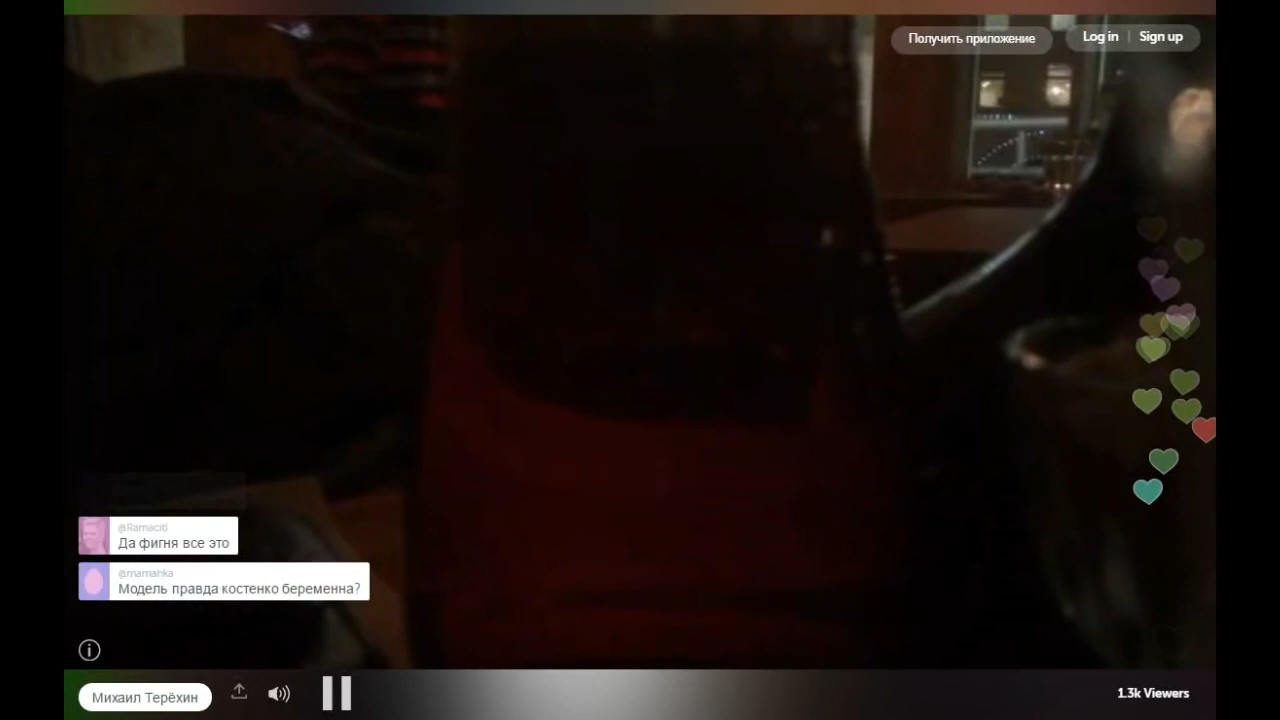 Получить приложение
Log in | Sign up
@Ramaciti
Да фигня все это
@mamahka
Модель правда костенко беременна?
Михаил Терёхин
1.3k Viewers